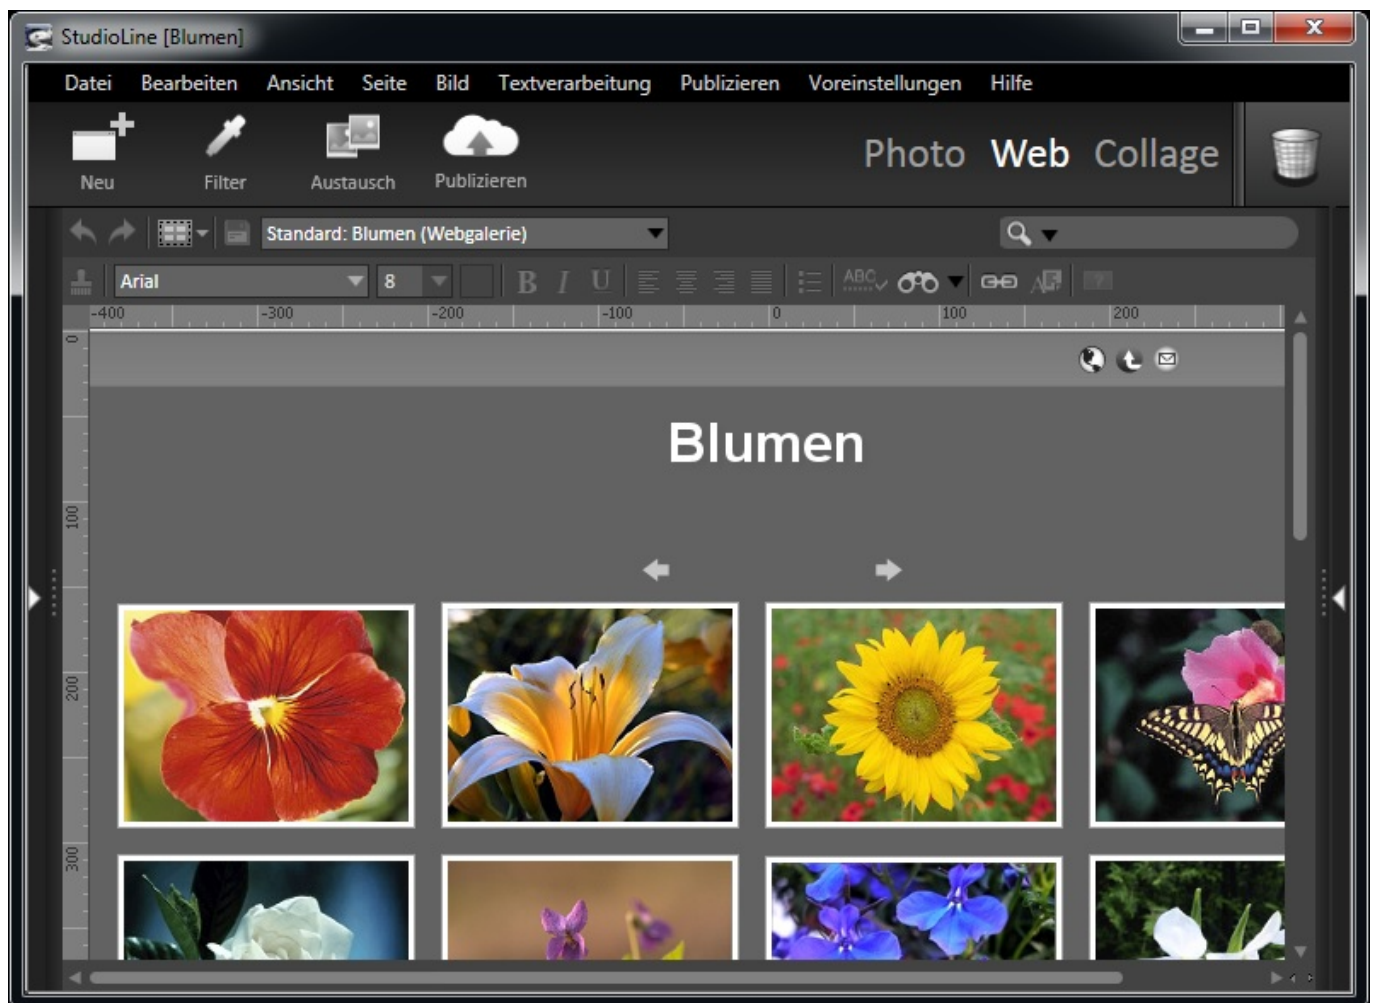 StudioLine [Blumen]
Datei Bearbeiten Ansicht Seite Bild Textverarbeitung Publizieren Voreinstellungen Hilfe
Neu Filter Austausch Publizieren Photo Web Collage
Standard: Blumen (Webgalerie)
Arial 8 B I U ABC
-400 -300 -200 -100 0 100 200
0
Blumen
100
200
300